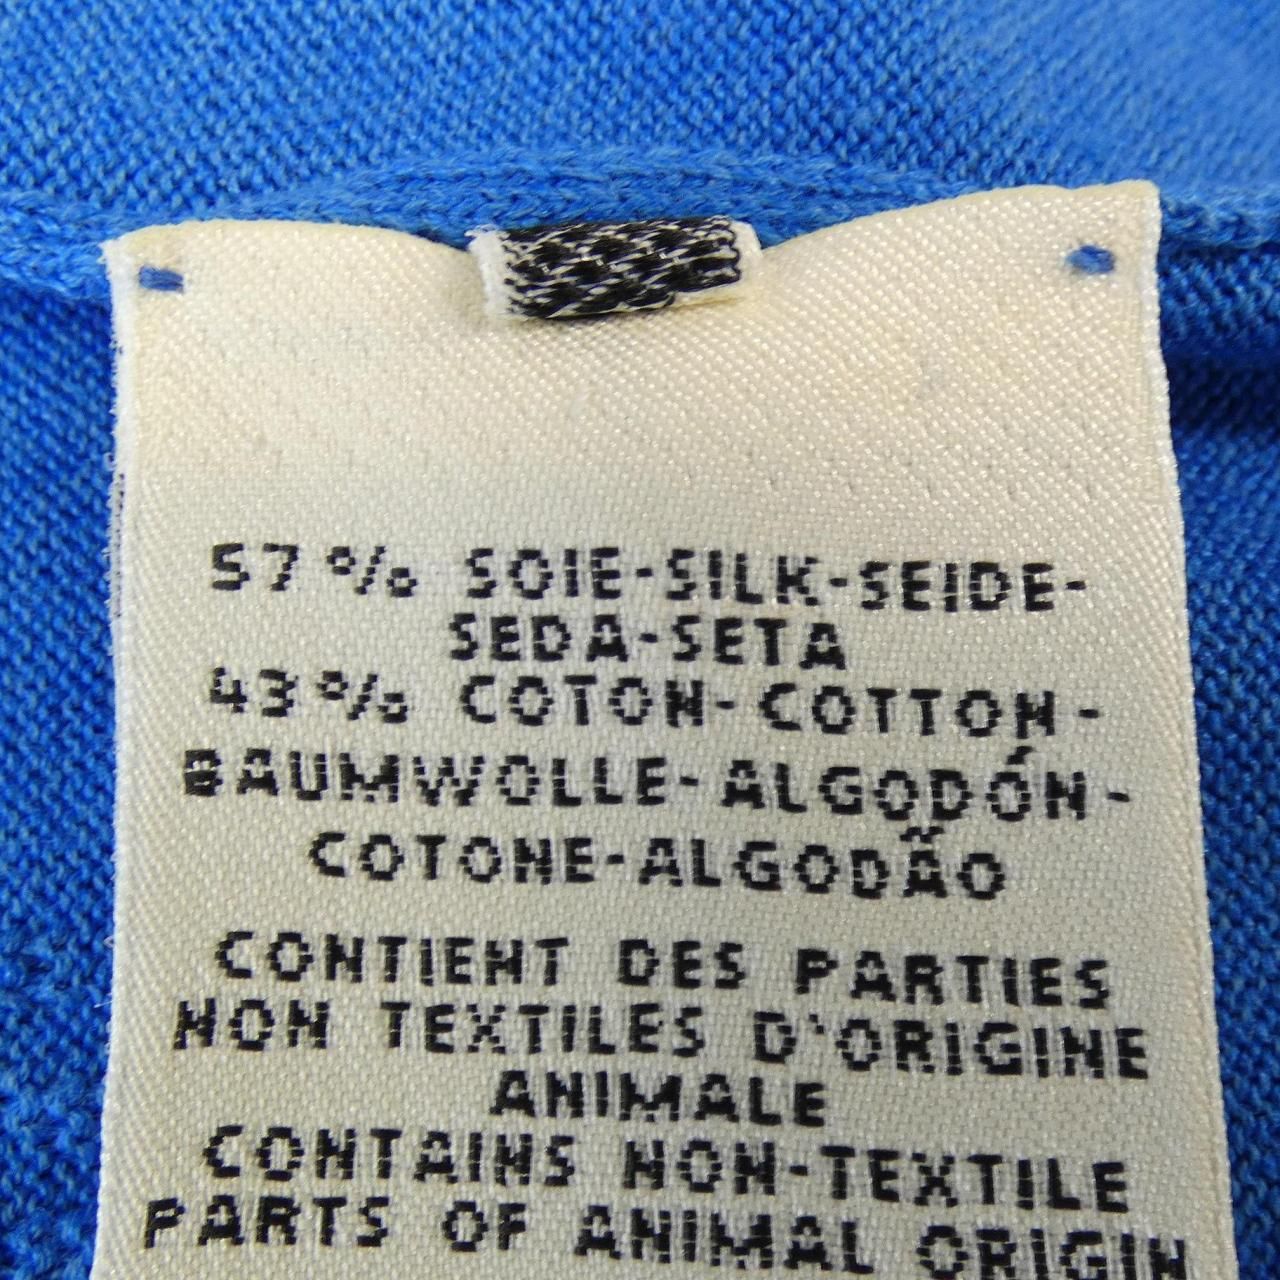 57% SOIE-SILK-SEIDE-
SEDA-SETA
43% COTON-COTTON-
BAUMWOLLE-ALGODÓN-
COTONE-ALGODÃO
CONTIENT DES PARTIES
NON TEXTILES D'ORIGINE
ANIMALE
CONTAINS NON-TEXTILE
PARTS OF ANIMAL ORIGIN